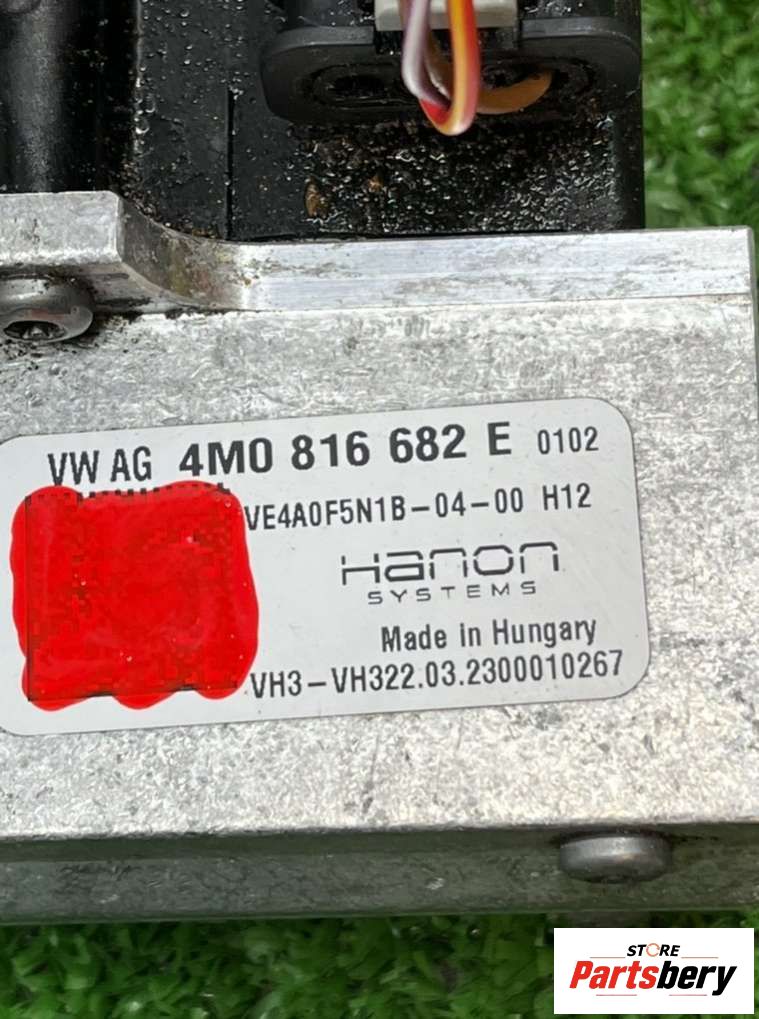 VW AG 4M0 816 682 E 0102
VE4A0F5N1B-04-00 H12
Hanon
SYSTEMS
Made in Hungary
VH3-VH322.03.2300010267
STORE
Partsbery